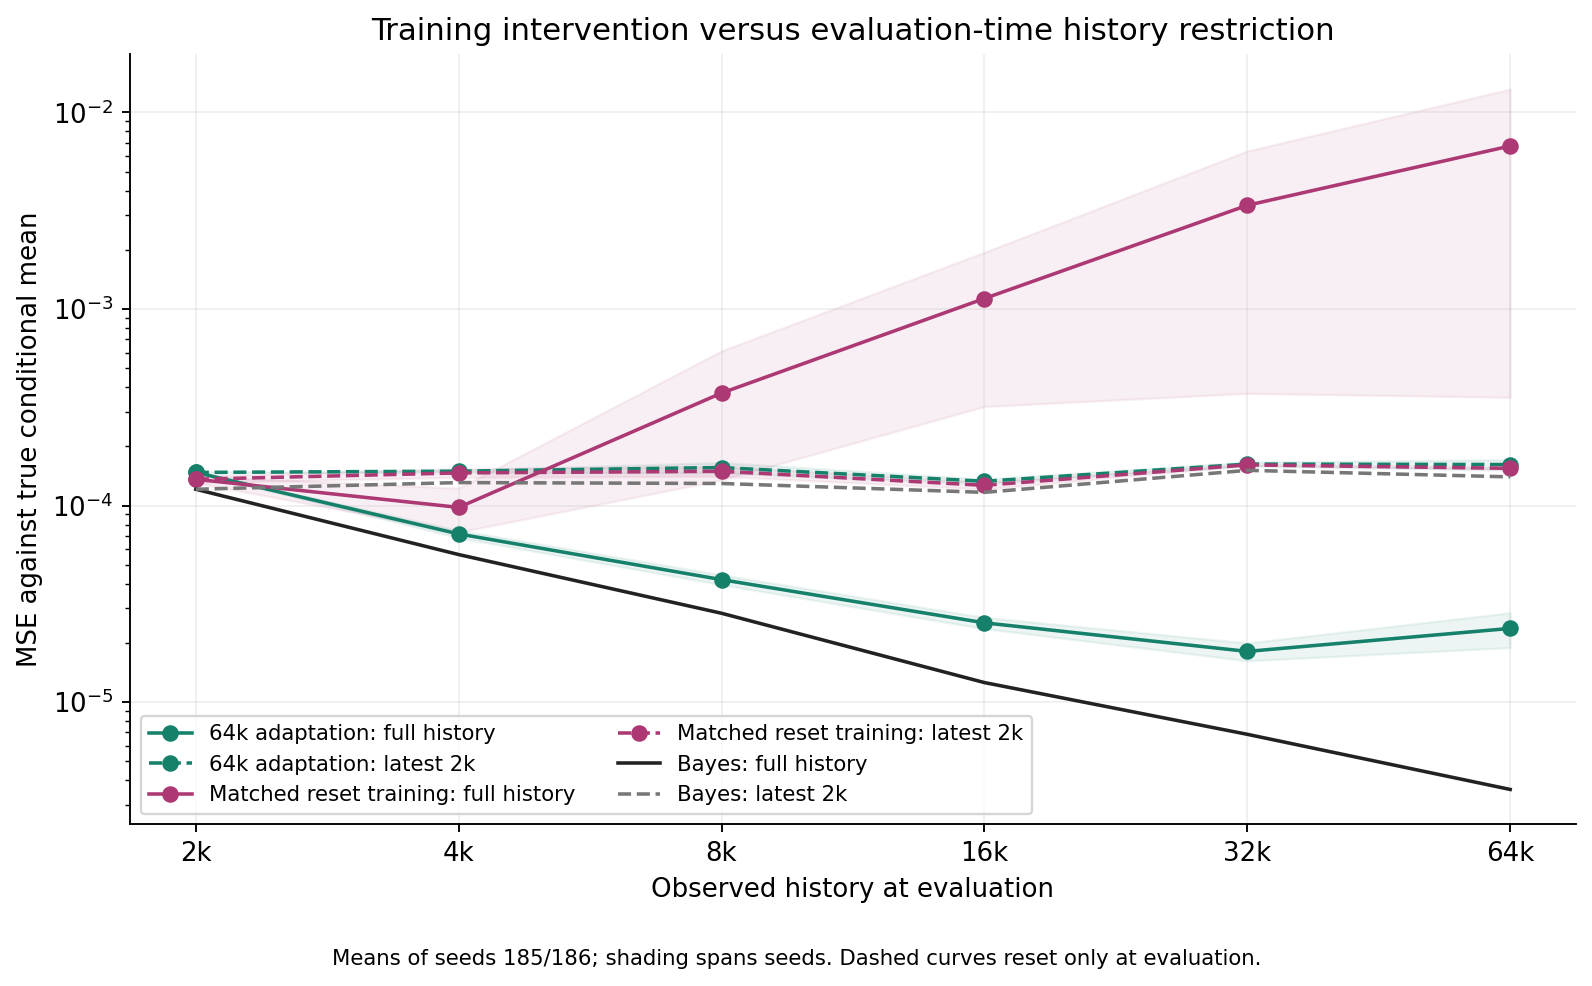 Training intervention versus evaluation-time history restriction
MSE against true conditional mean
10⁻²
10⁻³
10⁻⁴
10⁻⁵
64k adaptation: full history
64k adaptation: latest 2k
Matched reset training: full history
Matched reset training: latest 2k
Bayes: full history
Bayes: latest 2k
2k 4k 8k 16k 32k 64k
Observed history at evaluation
Means of seeds 185/186; shading spans seeds. Dashed curves reset only at evaluation.